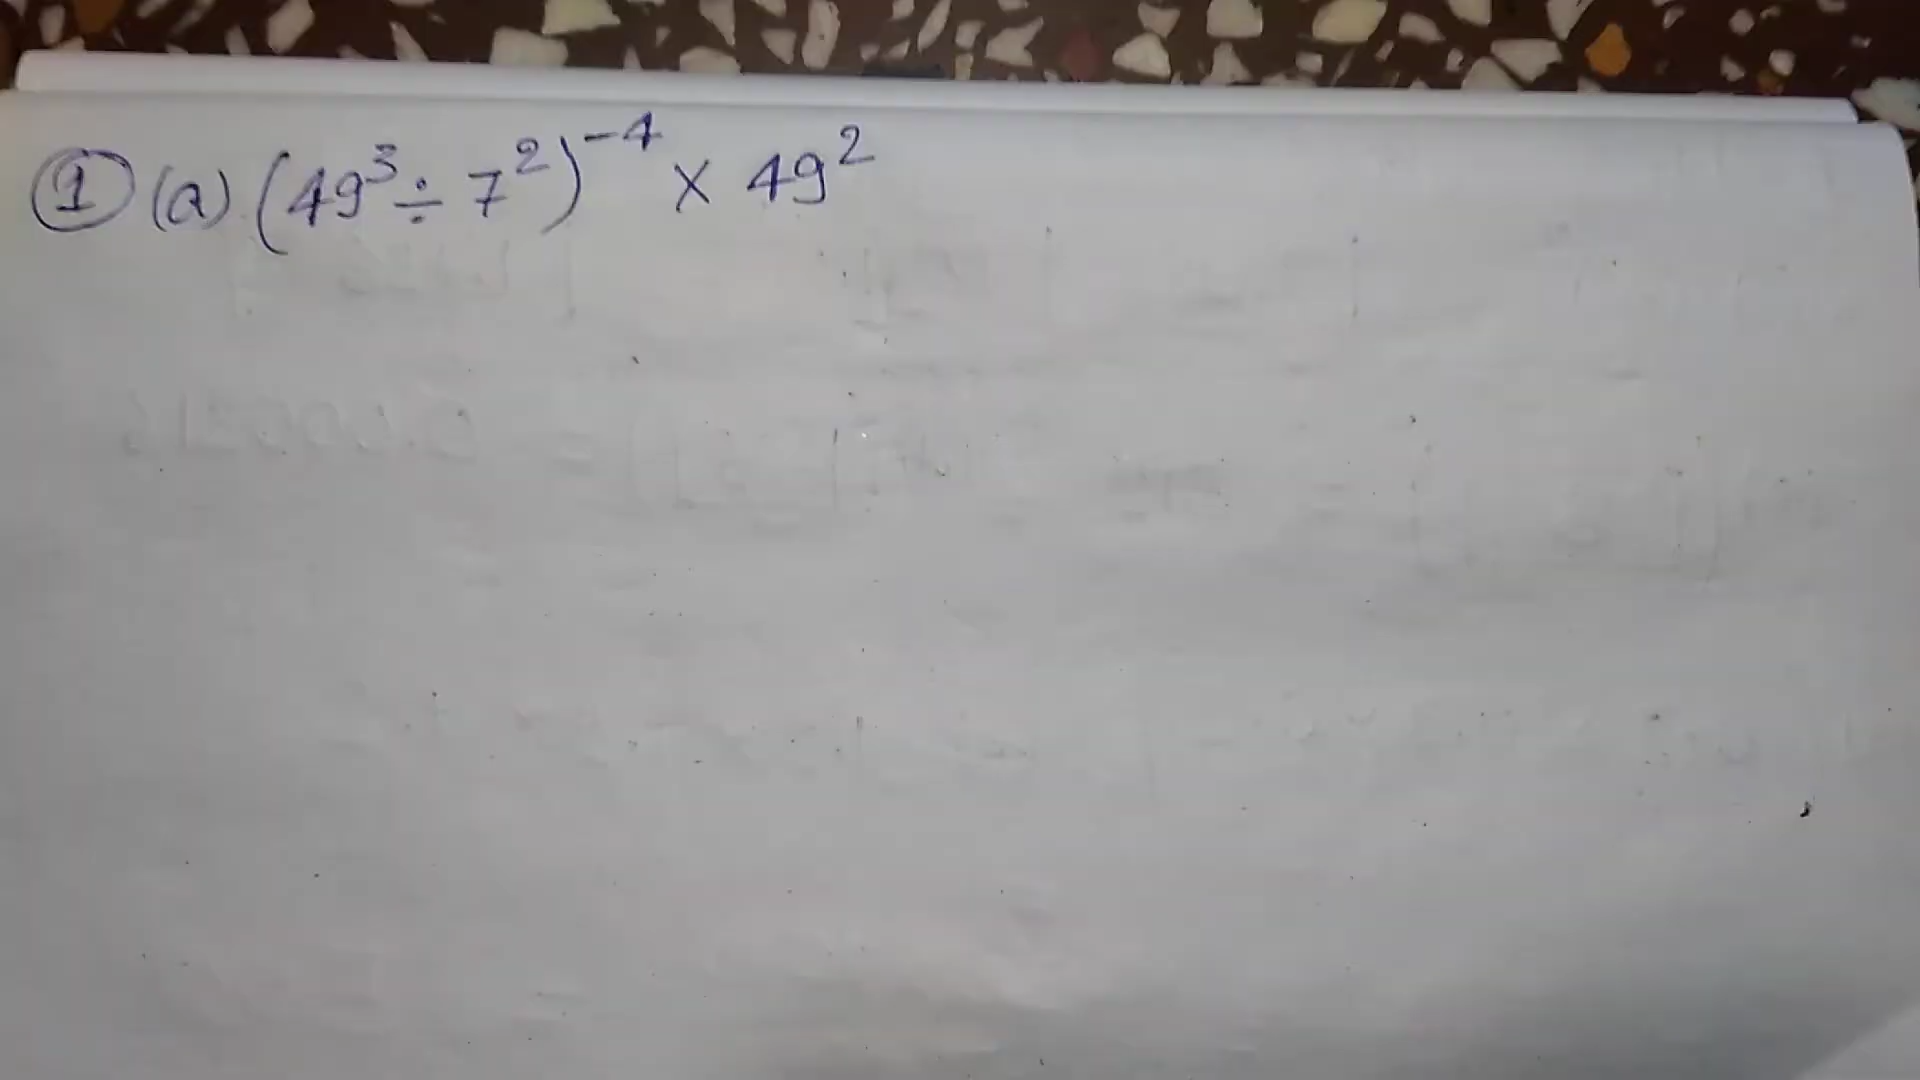 ① (a) (49³ ÷ 7²)⁻⁴ × 49²